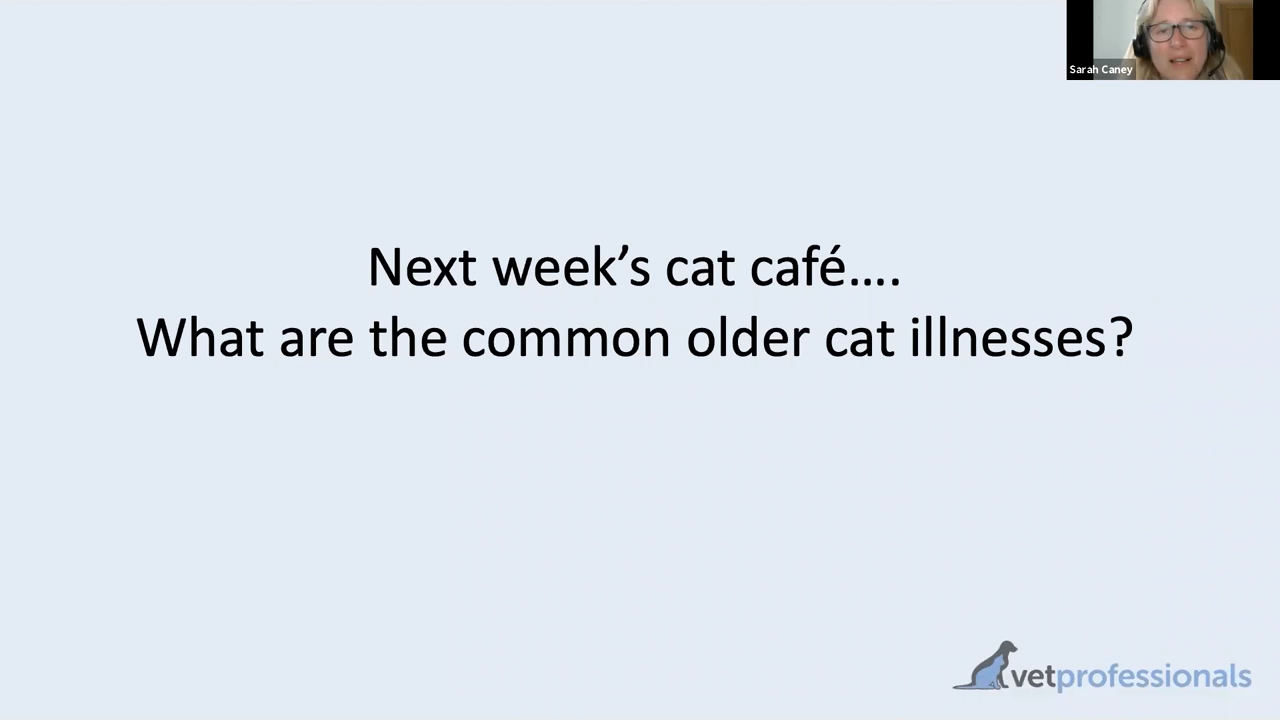 Sarah Caney
Next week’s cat café….
What are the common older cat illnesses?
vetprofessionals